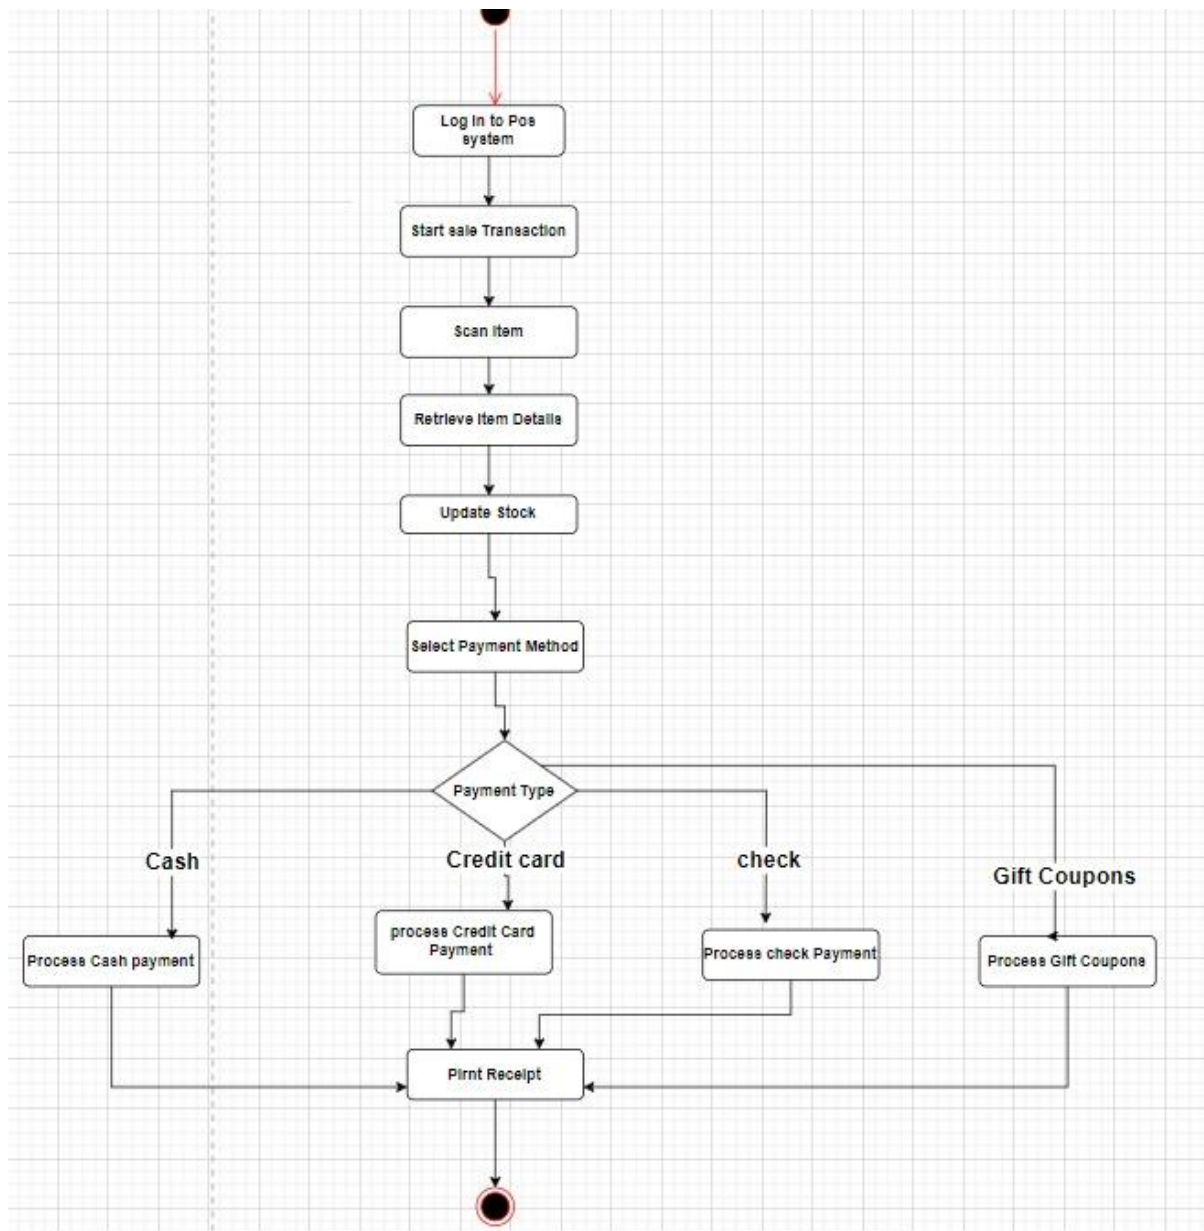 Log In to Pos
system
Start sale Transaction
Scan Item
Retrieve Item Details
Update Stock
Select Payment Method
Payment Type
Cash
Credit card
check
Gift Coupons
process Credit Card
Payment
Process Cash payment
Process check Payment
Process Gift Coupons
Pirnt Receipt